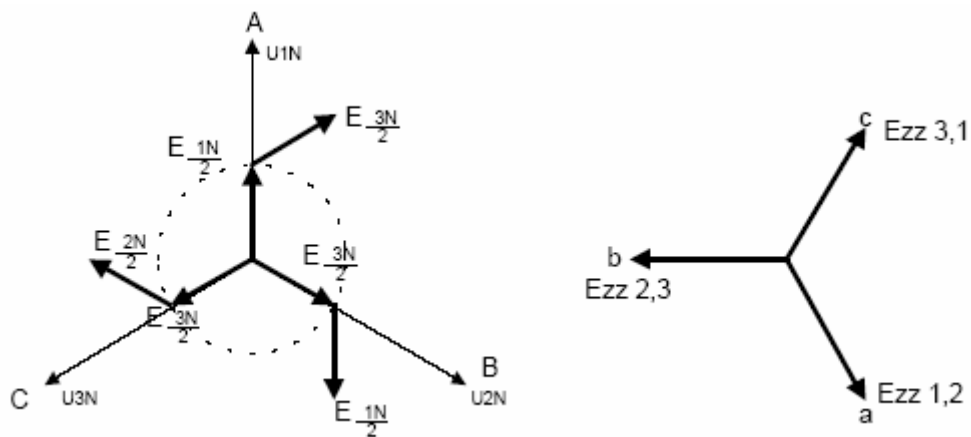 A
U1N
E 3N
2
E 1N
2
E 2N
2
E 3N
2
E 3N
2
C
U3N
B
U2N
E 1N
2
c
Ezz 3,1
b
Ezz 2,3
Ezz 1,2
a